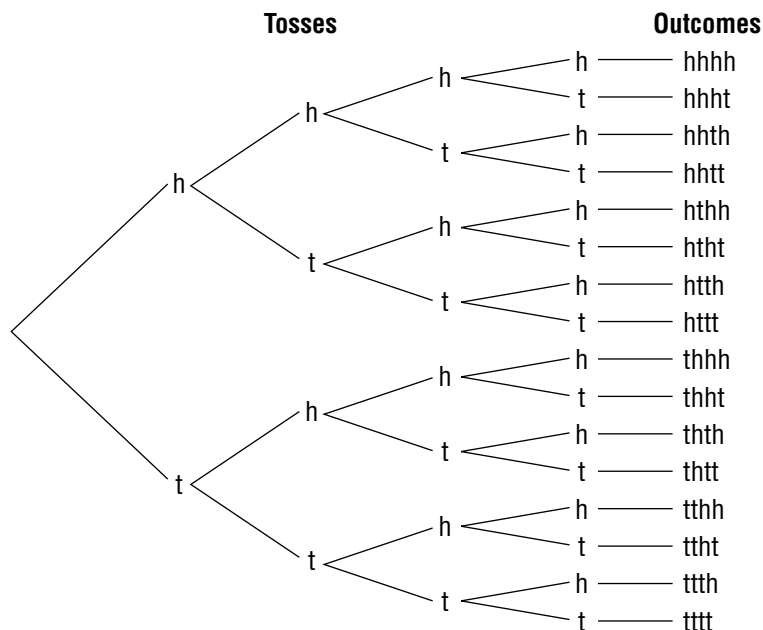 Tosses Outcomes
h h h h hhhh
t hhht
t h hhth
t hhtt
t h h hthh
t htht
t h htth
t httt
t h h h thhh
t thht
t h thth
t thtt
t h h tthh
t ttht
t h ttth
t tttt